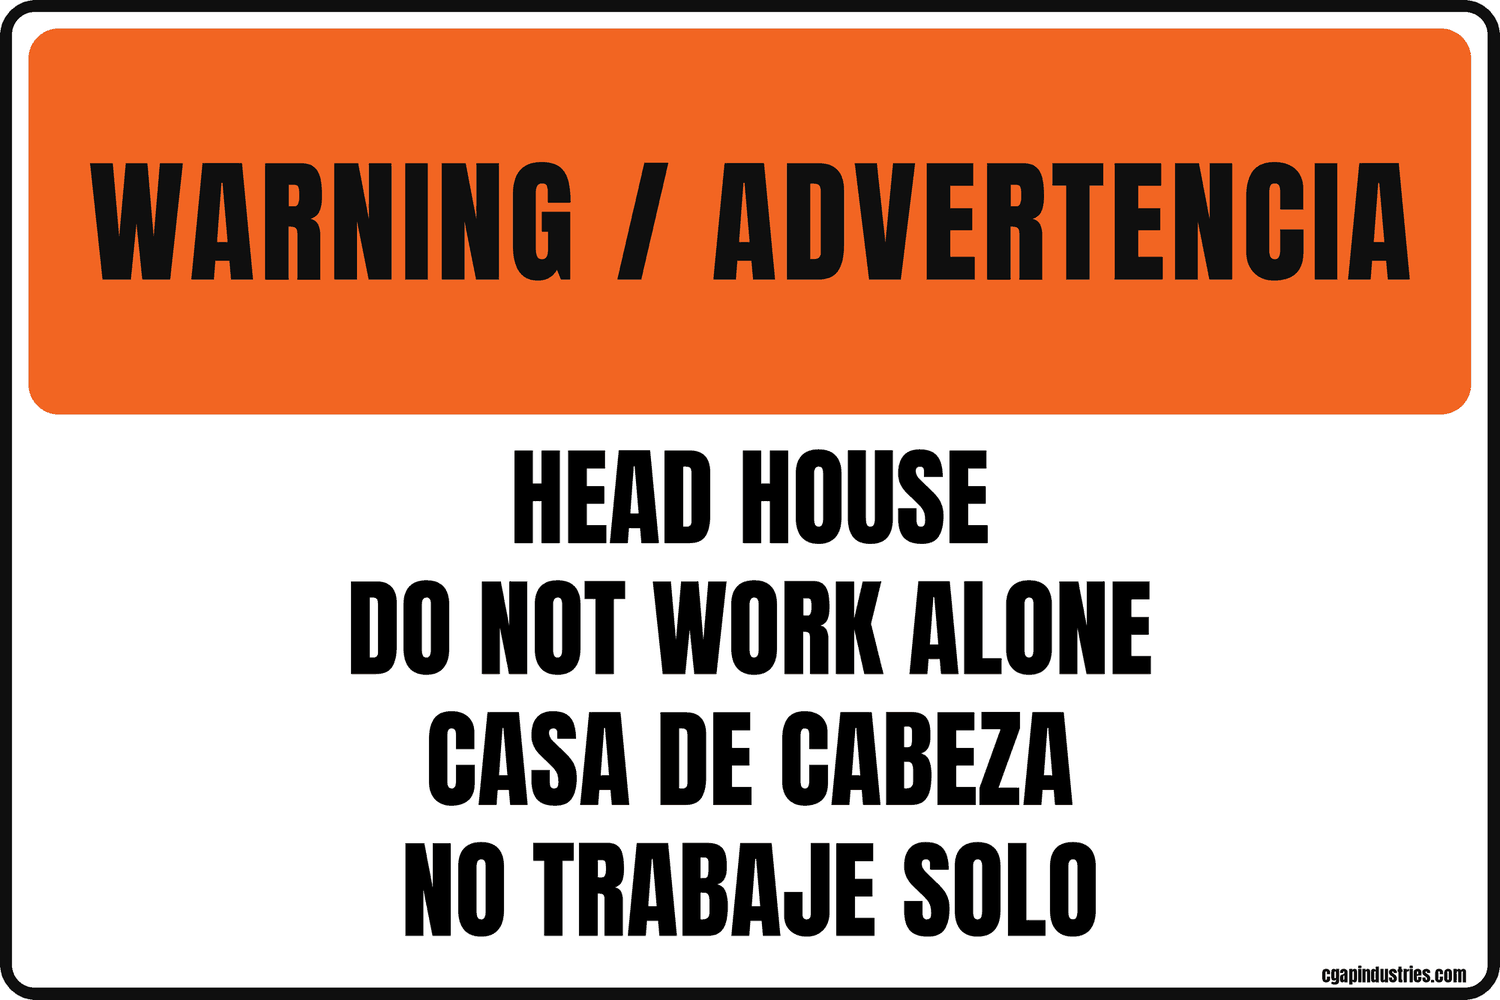 WARNING / ADVERTENCIA
HEAD HOUSE
DO NOT WORK ALONE
CASA DE CABEZA
NO TRABAJE SOLO
cgapindustries.com